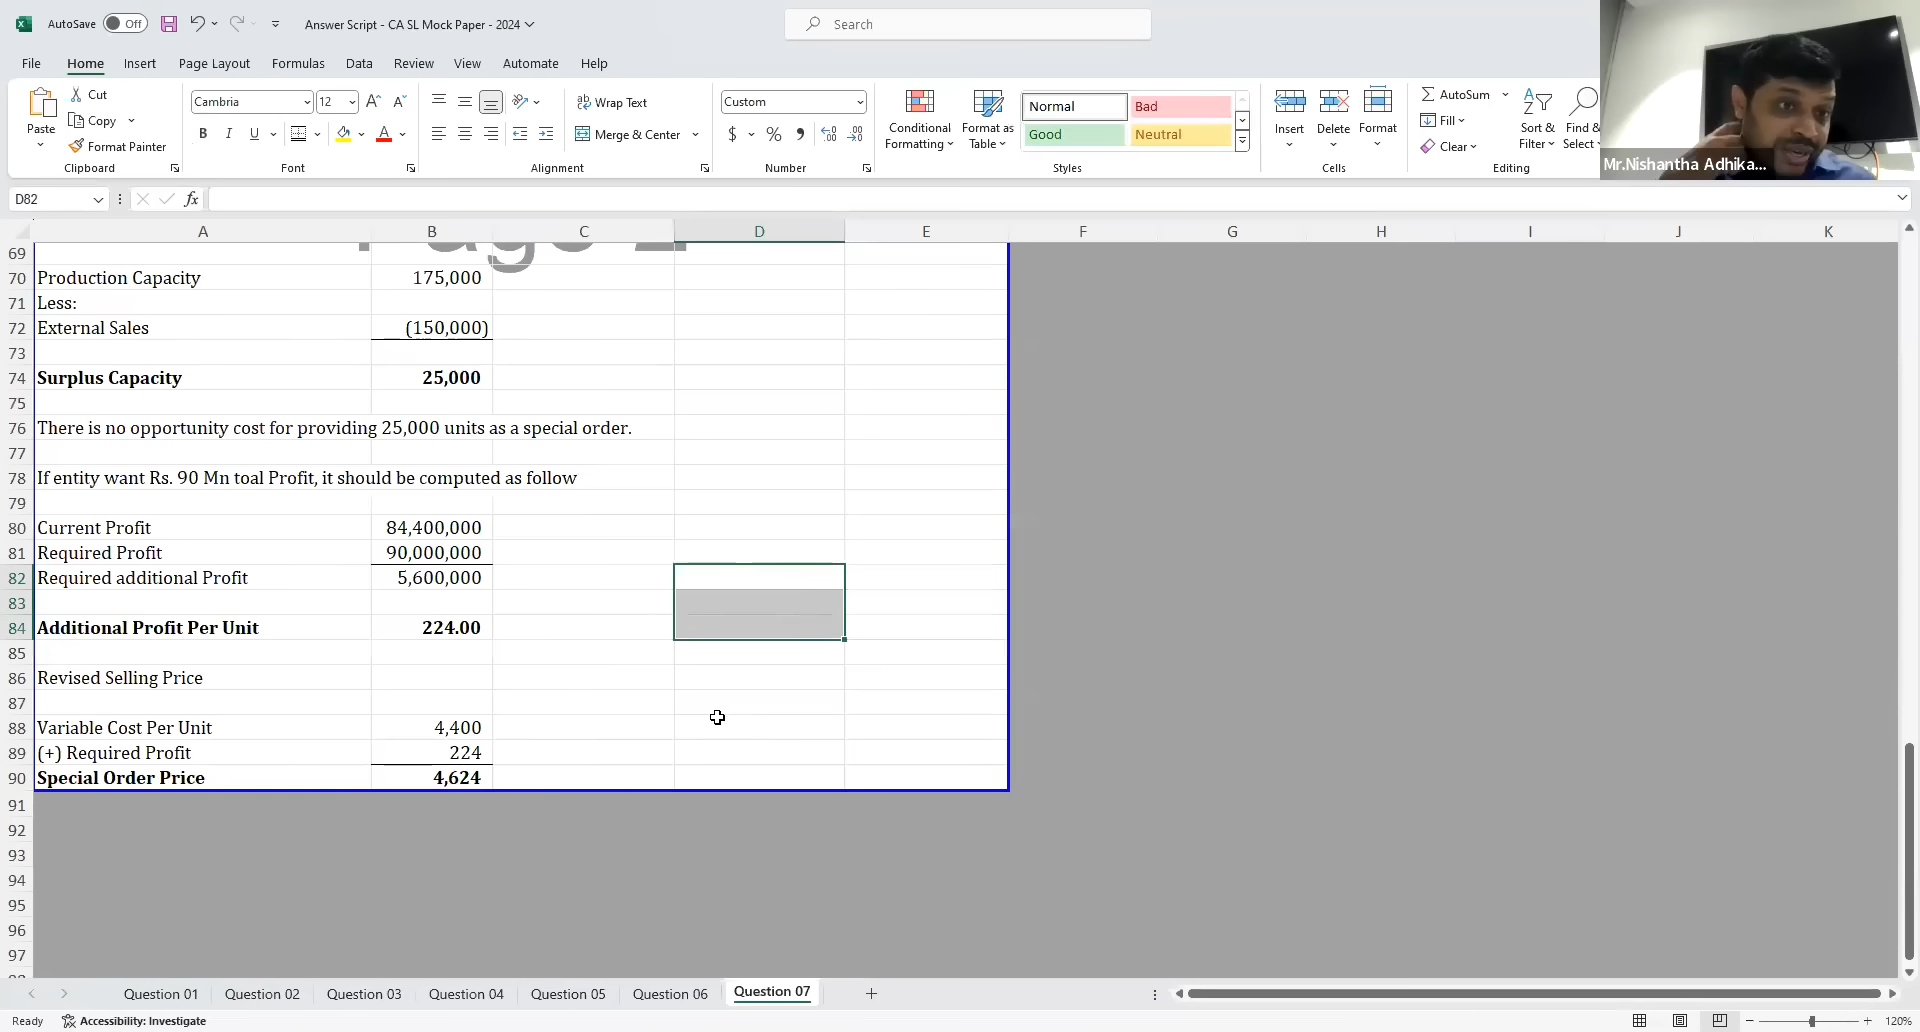 AutoSave Off Answer Script - CA SL Mock Paper - 2024 Search
File Home Insert Page Layout Formulas Data Review View Automate Help
Paste Cut Copy Format Painter Clipboard
Cambria 12 A A B I U A Font
ab Wrap Text Merge & Center Alignment
Custom $ % , Number
Conditional Formatting Format as Table Normal Bad Good Neutral Styles
Insert Delete Format Cells
AutoSum Fill Clear Sort & Filter Find & Select Editing
Mr.Nishantha Adhika...
D82 fx
A B C D E F G H I J K
69
70 Production Capacity 175,000
71 Less:
72 External Sales (150,000)
73
74 Surplus Capacity 25,000
75
76 There is no opportunity cost for providing 25,000 units as a special order.
77
78 If entity want Rs. 90 Mn toal Profit, it should be computed as follow
79
80 Current Profit 84,400,000
81 Required Profit 90,000,000
82 Required additional Profit 5,600,000
83
84 Additional Profit Per Unit 224.00
85
86 Revised Selling Price
87
88 Variable Cost Per Unit 4,400
89 (+) Required Profit 224
90 Special Order Price 4,624
91
92
93
94
95
96
97
Question 01 Question 02 Question 03 Question 04 Question 05 Question 06 Question 07
Ready Accessibility: Investigate 120%